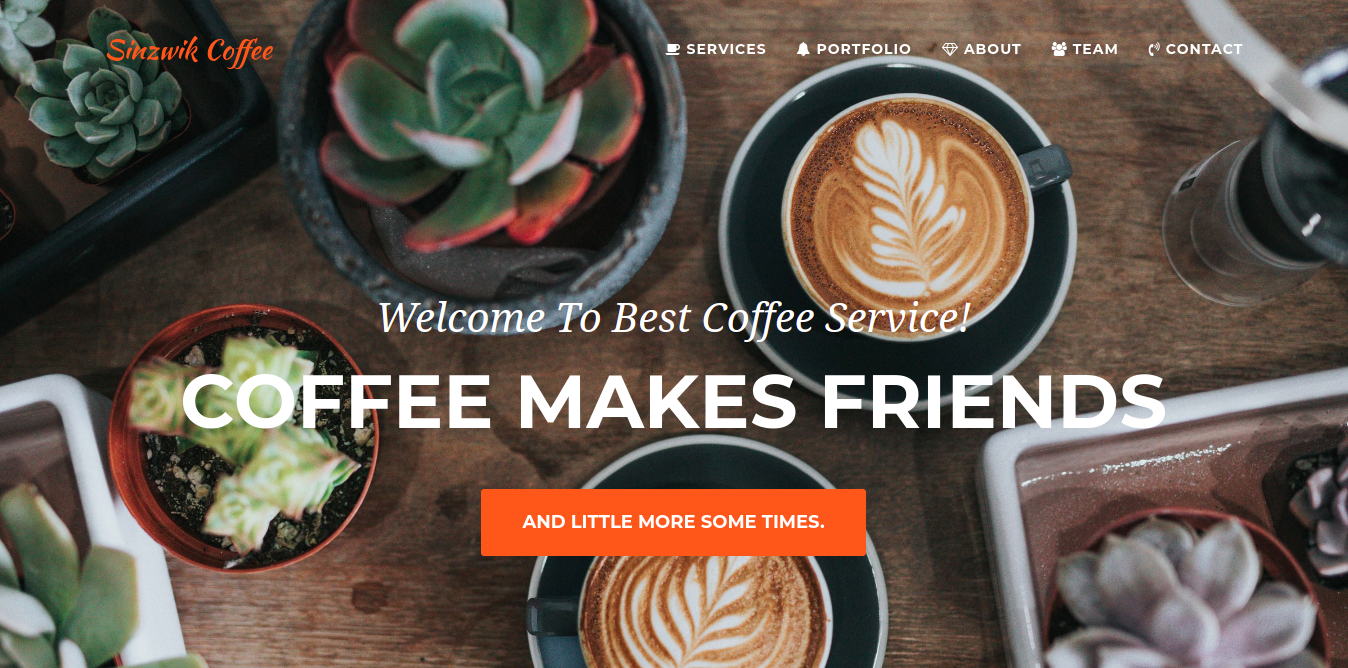 Sinzwik Coffee
SERVICES PORTFOLIO ABOUT TEAM CONTACT
Welcome To Best Coffee Service!
COFFEE MAKES FRIENDS
AND LITTLE MORE SOME TIMES.